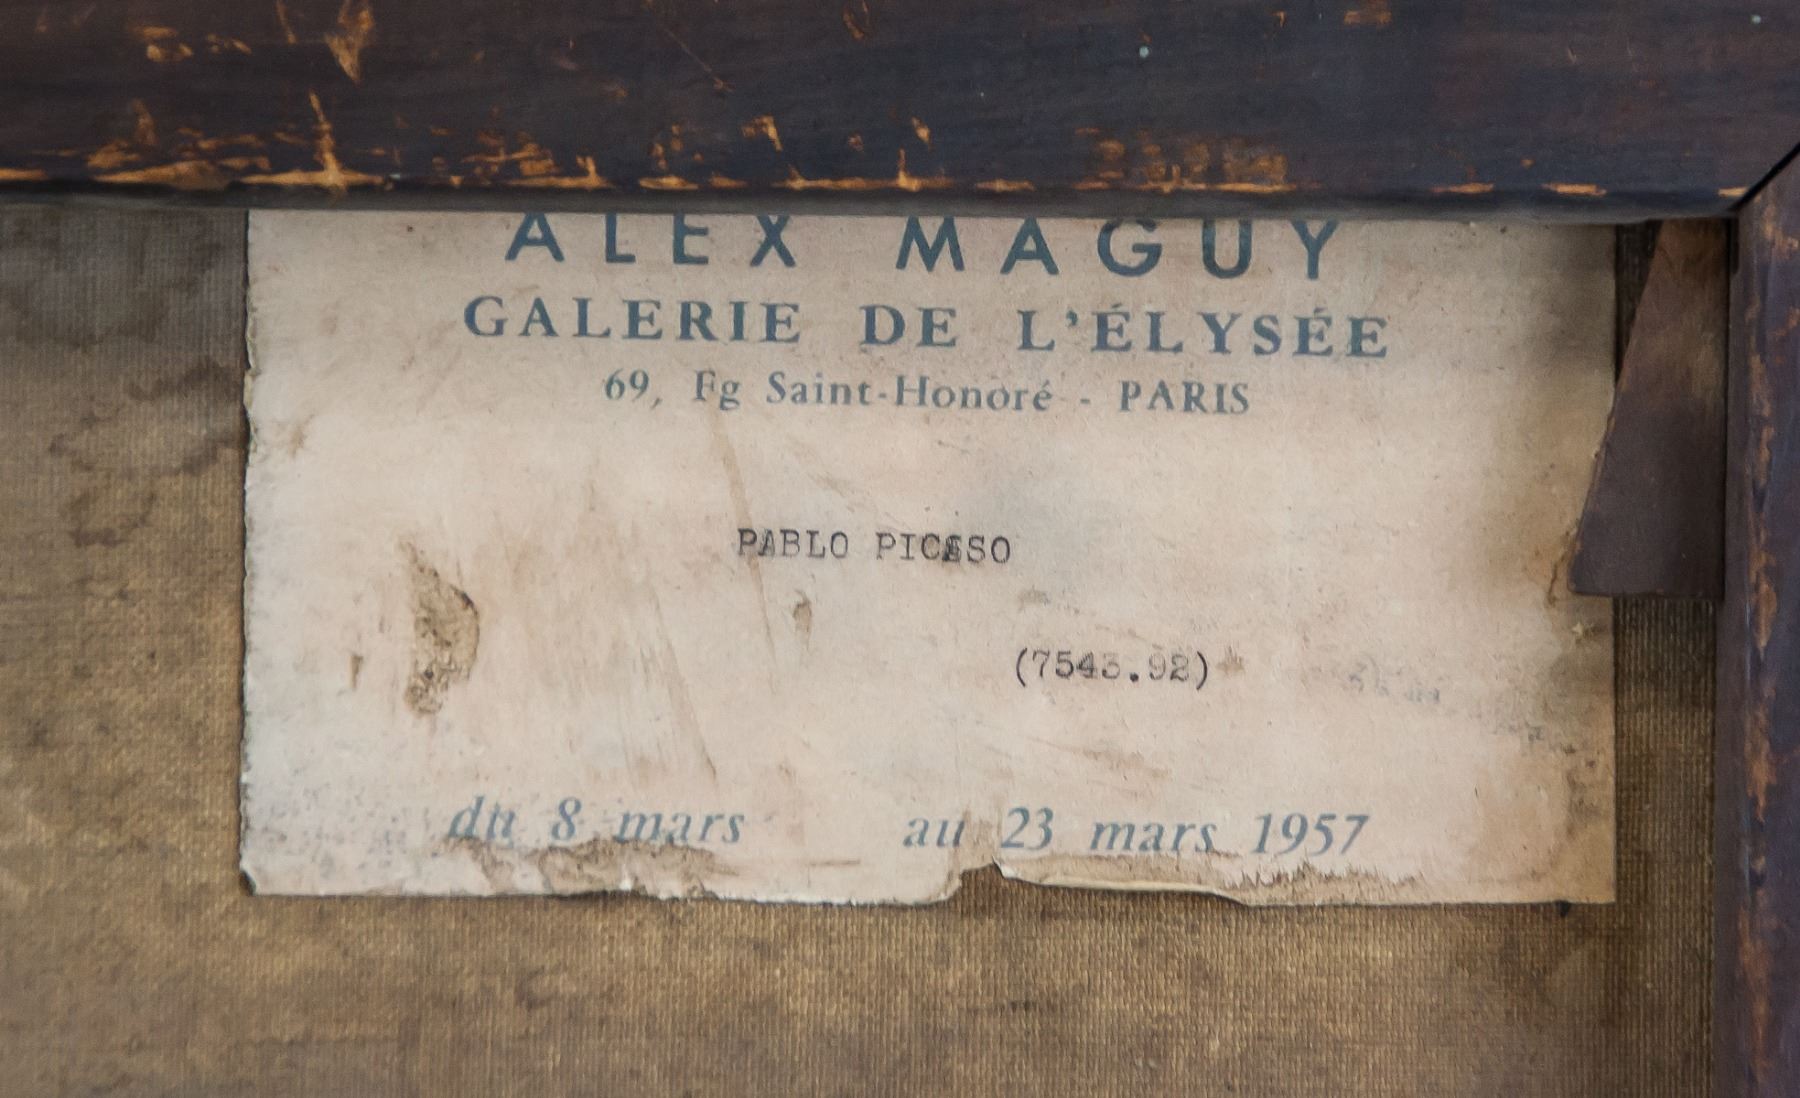 ALEX MAGUY
GALERIE DE L'ÉLYSÉE
69, Fg Saint-Honoré - PARIS
PABLO PICASO
(7543.92)
du 8 mars au 23 mars 1957